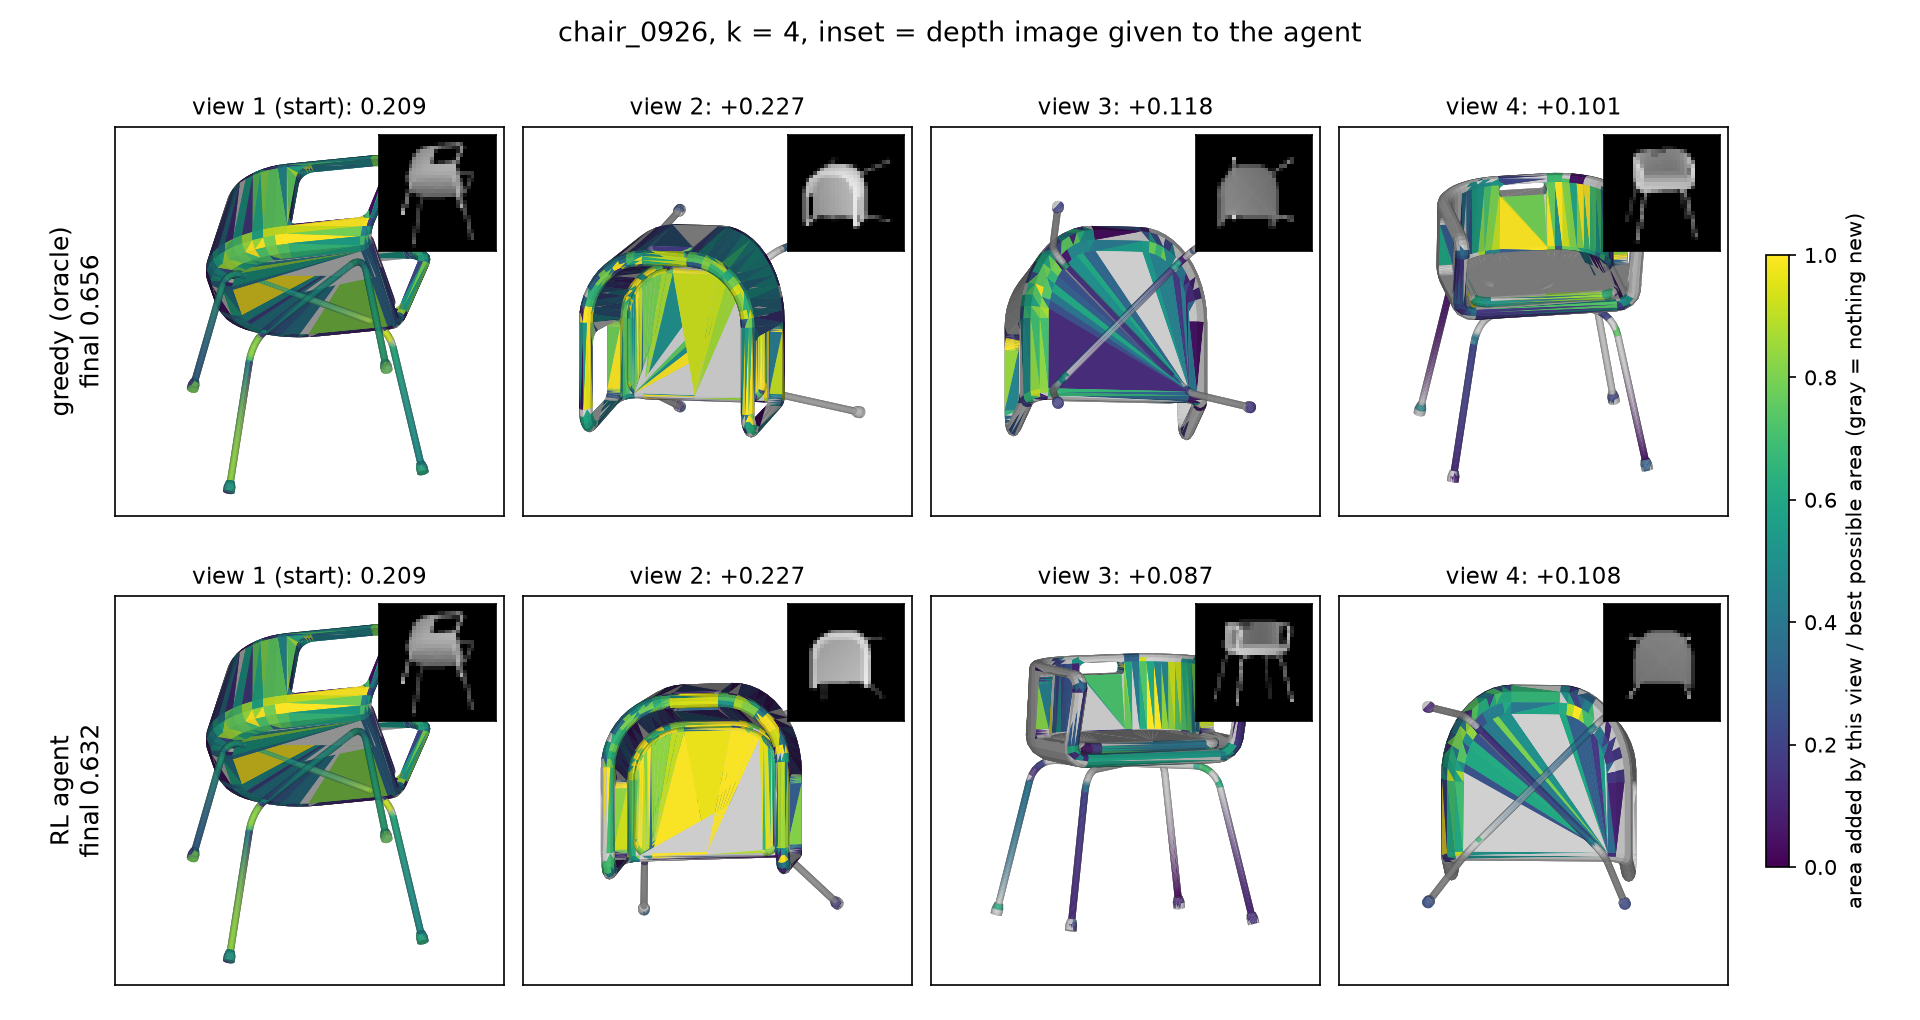 chair_0926, k = 4, inset = depth image given to the agent
view 1 (start): 0.209
view 2: +0.227
view 3: +0.118
view 4: +0.101
greedy (oracle)
final 0.656
view 1 (start): 0.209
view 2: +0.227
view 3: +0.087
view 4: +0.108
RL agent
final 0.632
1.0
0.8
0.6
0.4
0.2
0.0
area added by this view / best possible area (gray = nothing new)